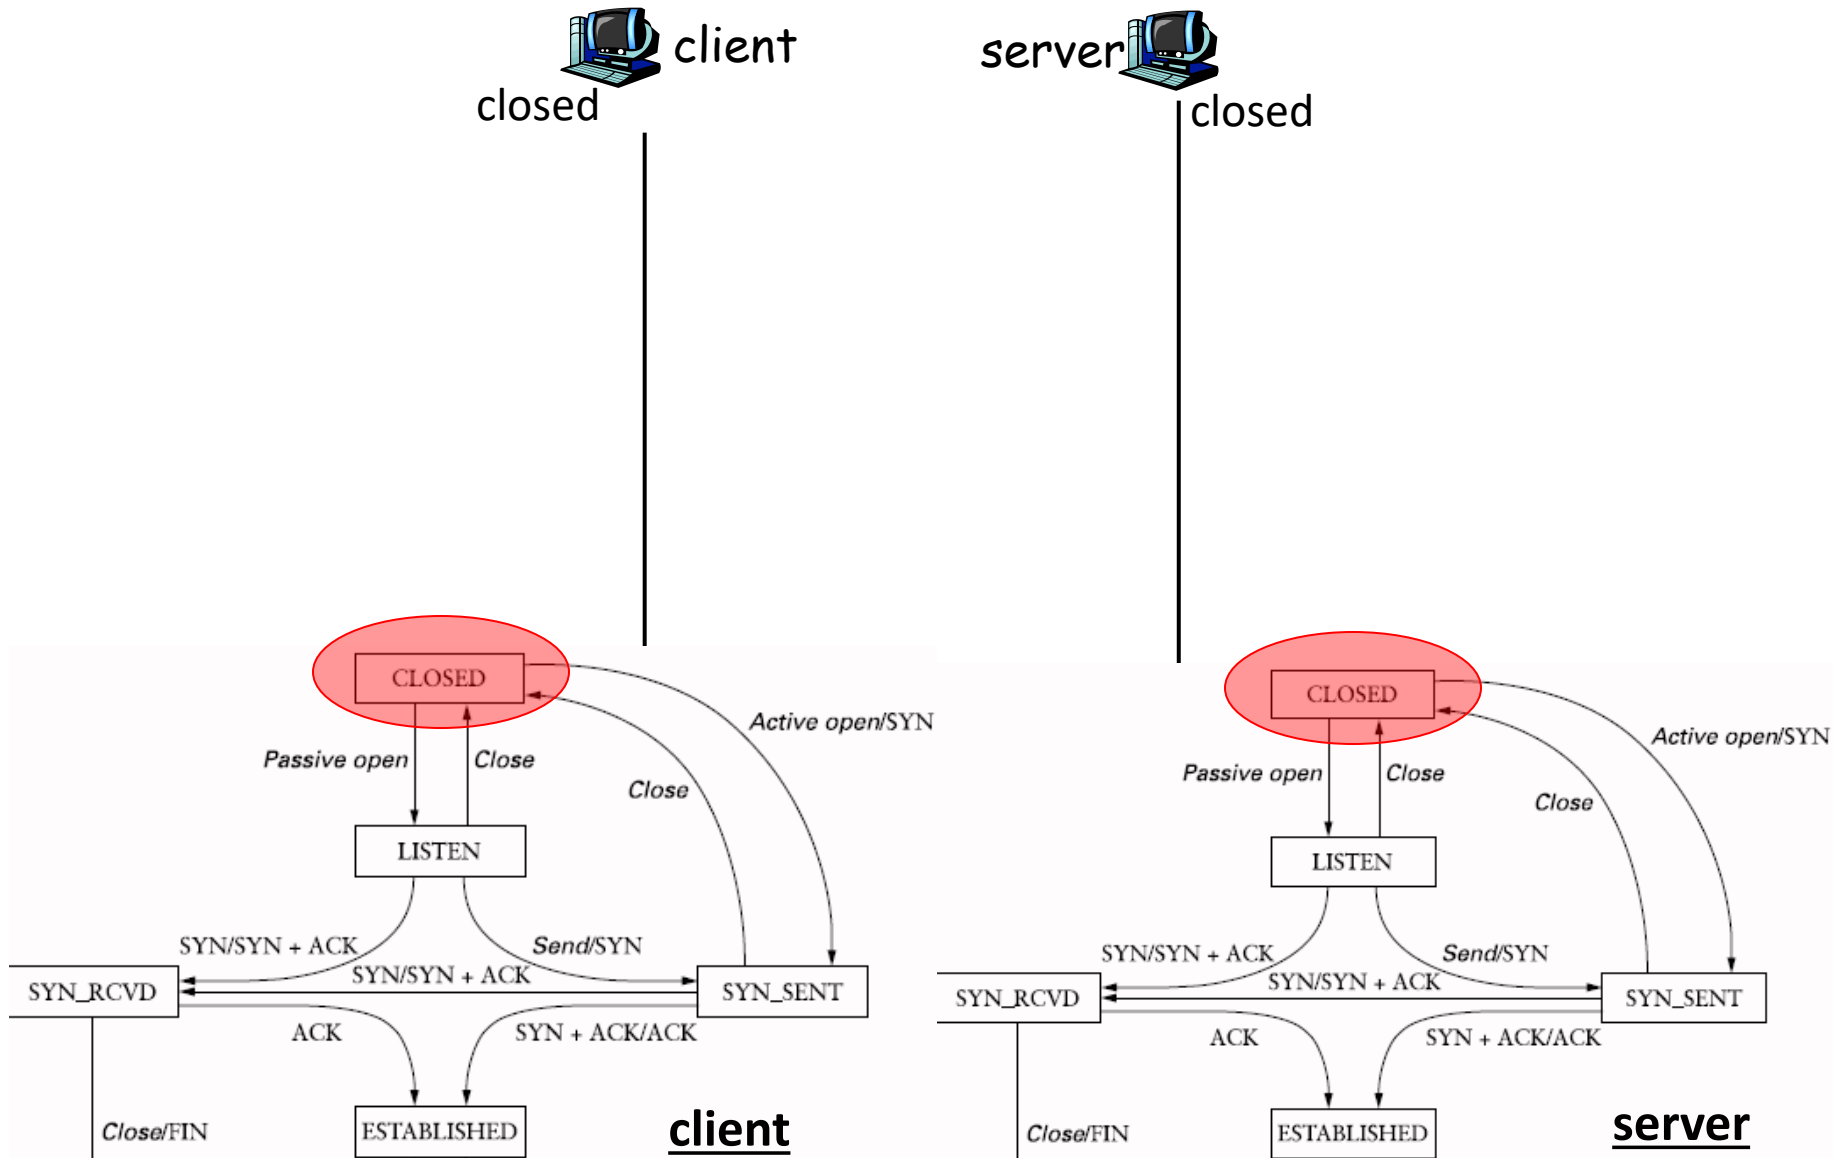 client
server
closed
closed
CLOSED
Active open/SYN
Passive open
Close
Close
LISTEN
SYN/SYN + ACK
Send/SYN
SYN/SYN + ACK
SYN_RCVD
SYN_SENT
ACK
SYN + ACK/ACK
Close/FIN
ESTABLISHED
client
CLOSED
Active open/SYN
Passive open
Close
Close
LISTEN
SYN/SYN + ACK
Send/SYN
SYN/SYN + ACK
SYN_RCVD
SYN_SENT
ACK
SYN + ACK/ACK
Close/FIN
ESTABLISHED
server